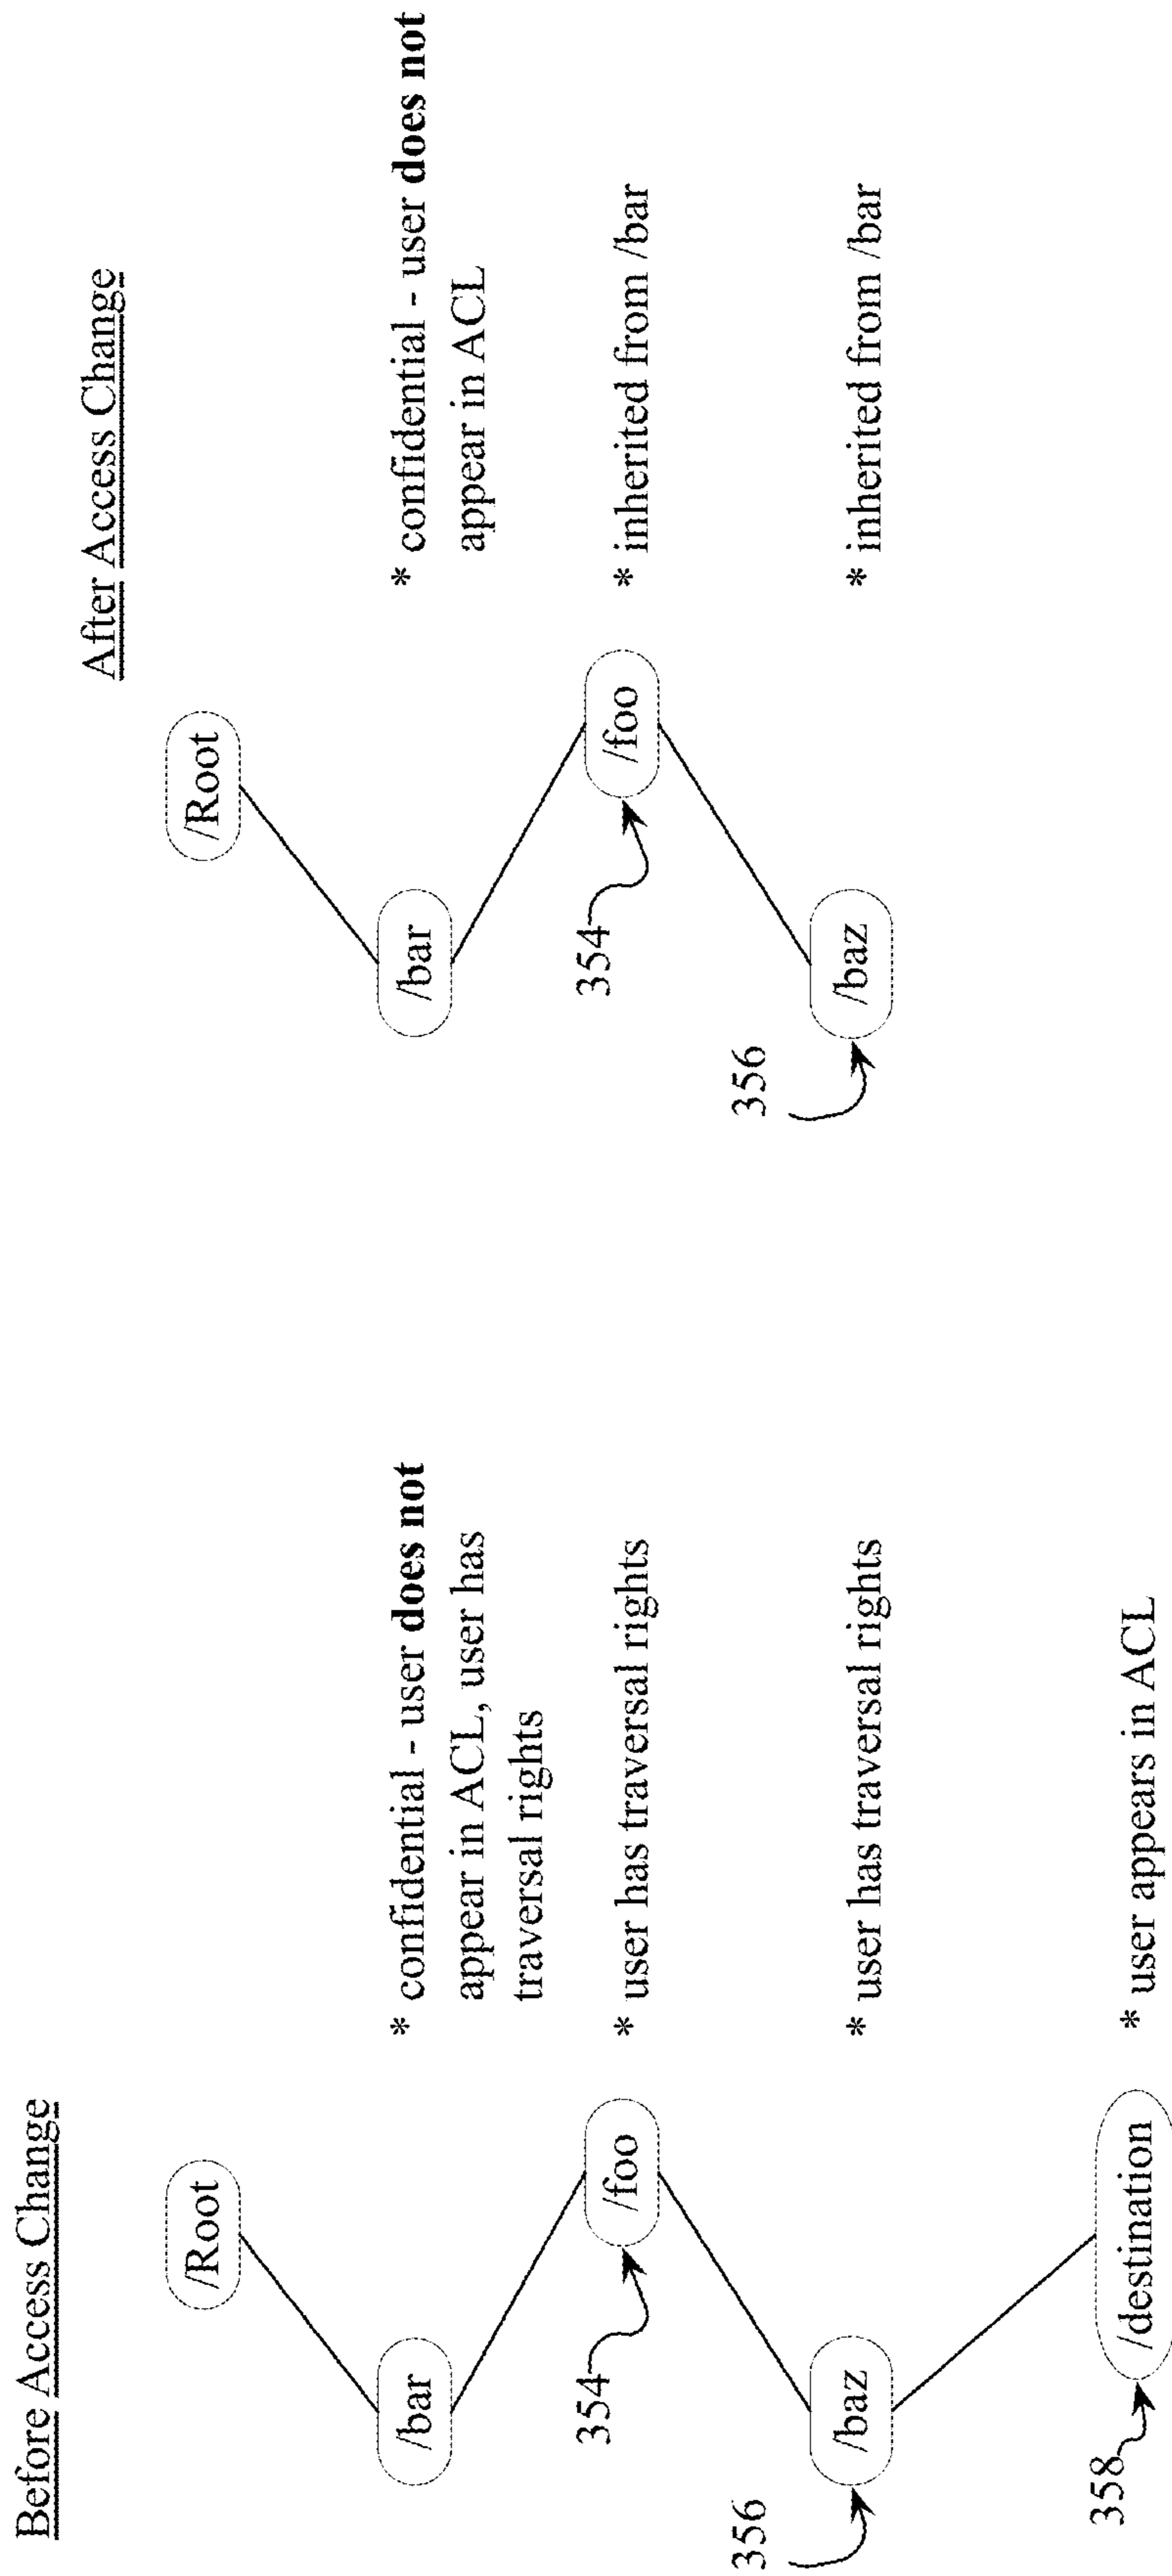 Before Access Change
/Root
/bar
* confidential - user does not
appear in ACL, user has
traversal rights
354
/foo
* user has traversal rights
356
/baz
* user has traversal rights
358
/destination
* user appears in ACL
After Access Change
/Root
/bar
* confidential - user does not
appear in ACL
354
/foo
* inherited from /bar
356
/baz
* inherited from /bar